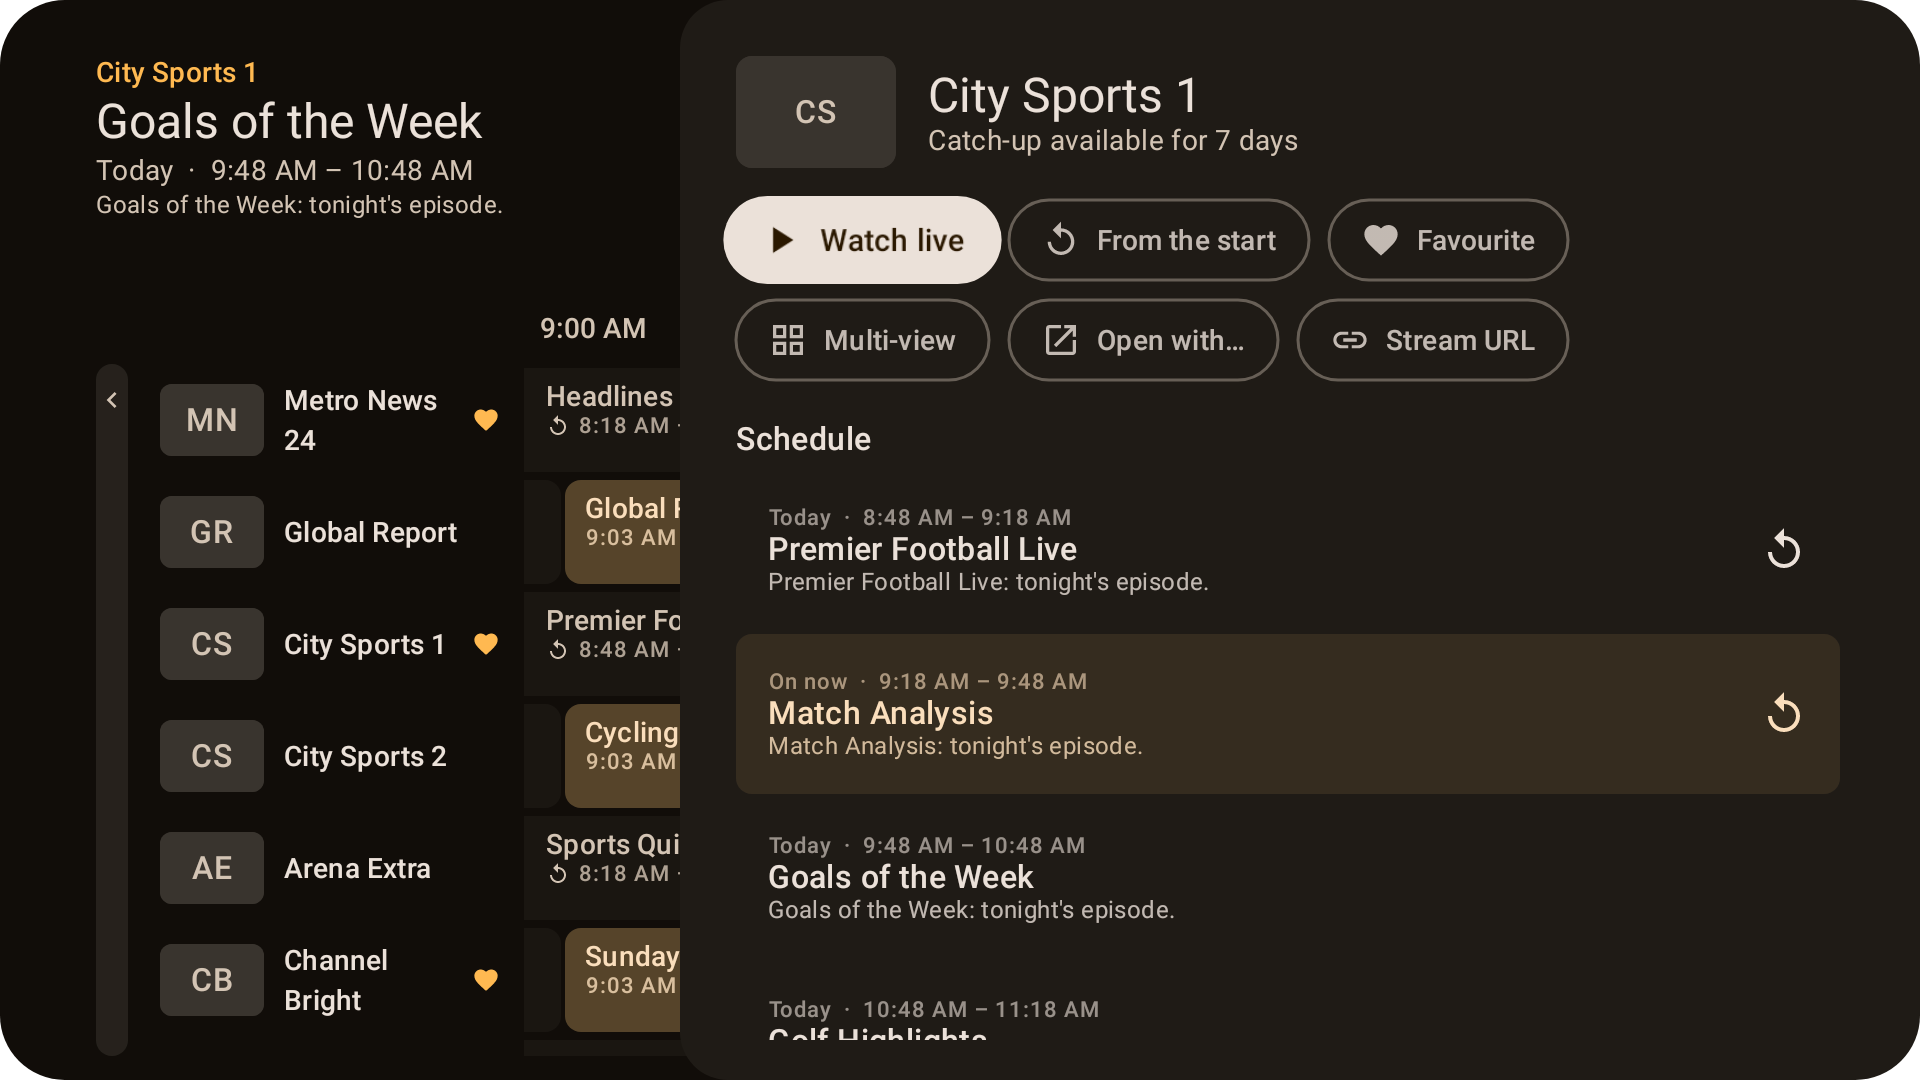 City Sports 1
Goals of the Week
Today · 9:48 AM – 10:48 AM
Goals of the Week: tonight's episode.
9:00 AM
MN
Metro News
24
Headlines
8:18 AM
GR
Global Report
Global
9:03 AM
CS
City Sports 1
Premier
8:48 AM
CS
City Sports 2
Cycling
9:03 AM
AE
Arena Extra
Sports
8:18 AM
CB
Channel
Bright
Sunday
9:03 AM
CS
City Sports 1
Catch-up available for 7 days
Watch live
From the start
Favourite
Multi-view
Open with...
Stream URL
Schedule
Today · 8:48 AM – 9:18 AM
Premier Football Live
Premier Football Live: tonight's episode.
On now · 9:18 AM – 9:48 AM
Match Analysis
Match Analysis: tonight's episode.
Today · 9:48 AM – 10:48 AM
Goals of the Week
Goals of the Week: tonight's episode.
Today · 10:48 AM – 11:18 AM
Golf Highlights